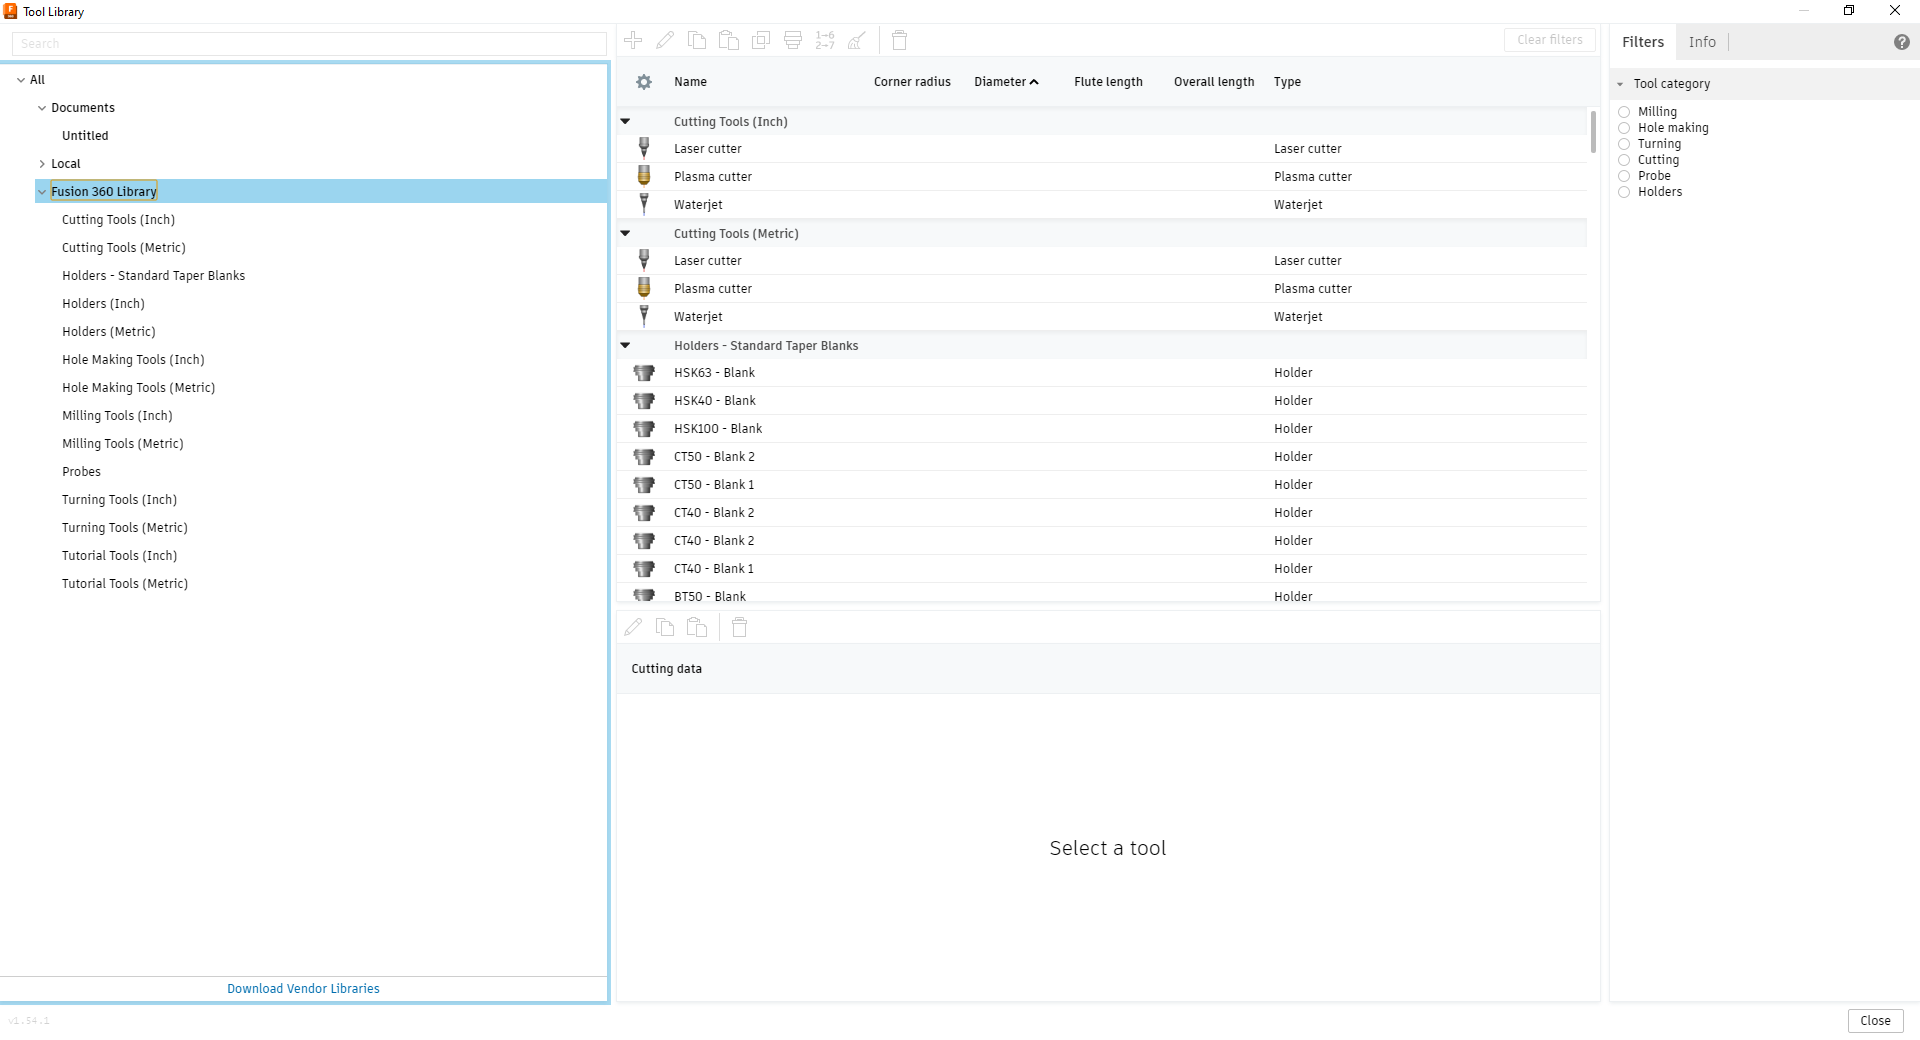 Tool Library
Search
All
Documents
Untitled
Local
Fusion 360 Library
Cutting Tools (Inch)
Cutting Tools (Metric)
Holders - Standard Taper Blanks
Holders (Inch)
Holders (Metric)
Hole Making Tools (Inch)
Hole Making Tools (Metric)
Milling Tools (Inch)
Milling Tools (Metric)
Probes
Turning Tools (Inch)
Turning Tools (Metric)
Tutorial Tools (Inch)
Tutorial Tools (Metric)
Download Vendor Libraries
v1.54.1
1→6
2→7
Clear filters
Name Corner radius Diameter Flute length Overall length Type
Cutting Tools (Inch)
Laser cutter Laser cutter
Plasma cutter Plasma cutter
Waterjet Waterjet
Cutting Tools (Metric)
Laser cutter Laser cutter
Plasma cutter Plasma cutter
Waterjet Waterjet
Holders - Standard Taper Blanks
HSK63 - Blank Holder
HSK40 - Blank Holder
HSK100 - Blank Holder
CT50 - Blank 2 Holder
CT50 - Blank 1 Holder
CT40 - Blank 2 Holder
CT40 - Blank 2 Holder
CT40 - Blank 1 Holder
BT50 - Blank Holder
Cutting data
Select a tool
Filters Info
?
Tool category
Milling
Hole making
Turning
Cutting
Probe
Holders
Close